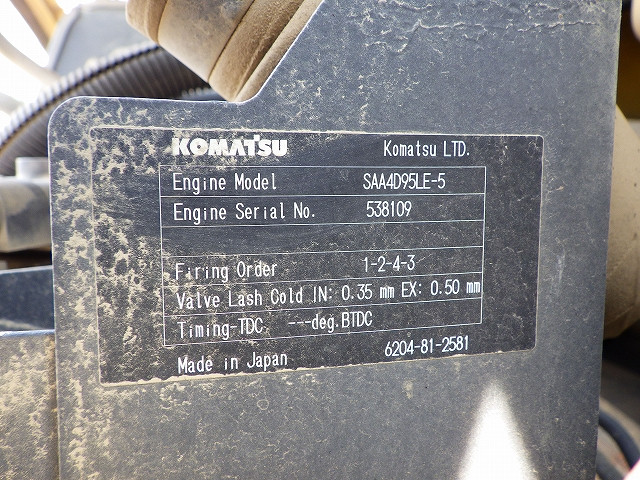 KOMATSU Komatsu LTD.
Engine Model SAA4D95LE-5
Engine Serial No. 538109
Firing Order 1-2-4-3
Valve Lash Cold IN: 0.35 mm EX: 0.50 mm
Timing-TDC ---deg.BTDC
Made in Japan 6204-81-2581